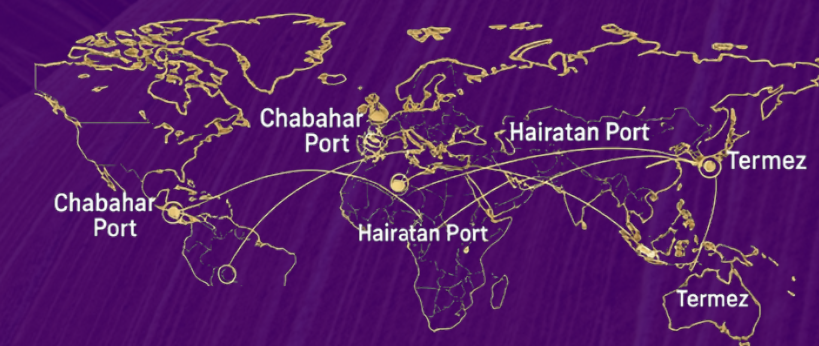 Chabahar
Port
Hairatan Port
Termez
Chabahar
Port
Hairatan Port
Termez